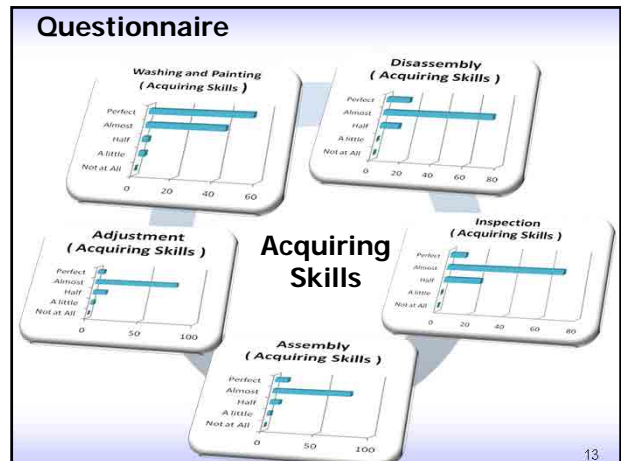 Questionnaire
Washing and Painting
( Acquiring Skills )
Perfect
Almost
Half
A little
Not at All
0 20 40 60
Disassembly
( Acquiring Skills )
Perfect
Almost
Half
A little
Not at All
0 20 40 60 80
Adjustment
( Acquiring Skills )
Perfect
Almost
Half
A little
Not at All
0 50 100
Acquiring
Skills
Inspection
( Acquiring Skills )
Perfect
Almost
Half
A little
Not at All
0 20 40 60 80
Assembly
( Acquiring Skills )
Perfect
Almost
Half
A little
Not at All
0 50 100
13